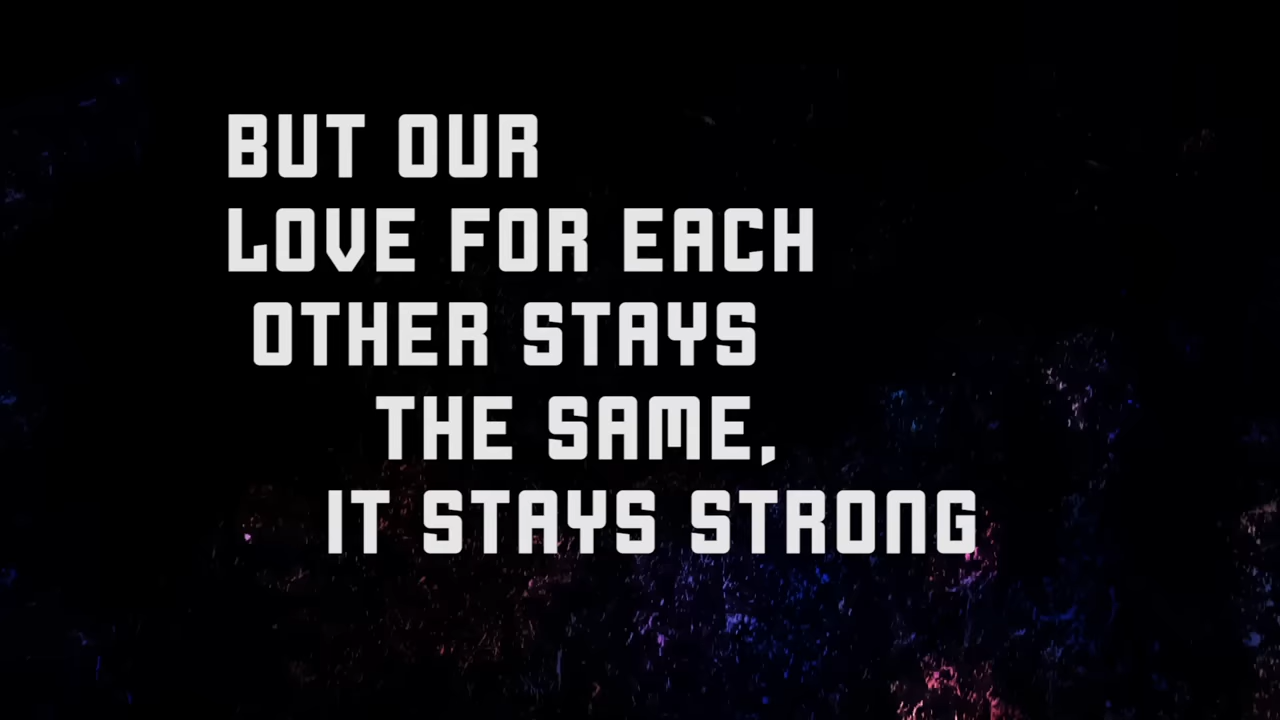 BUT OUR
LOVE FOR EACH
OTHER STAYS
THE SAME,
IT STAYS STRONG